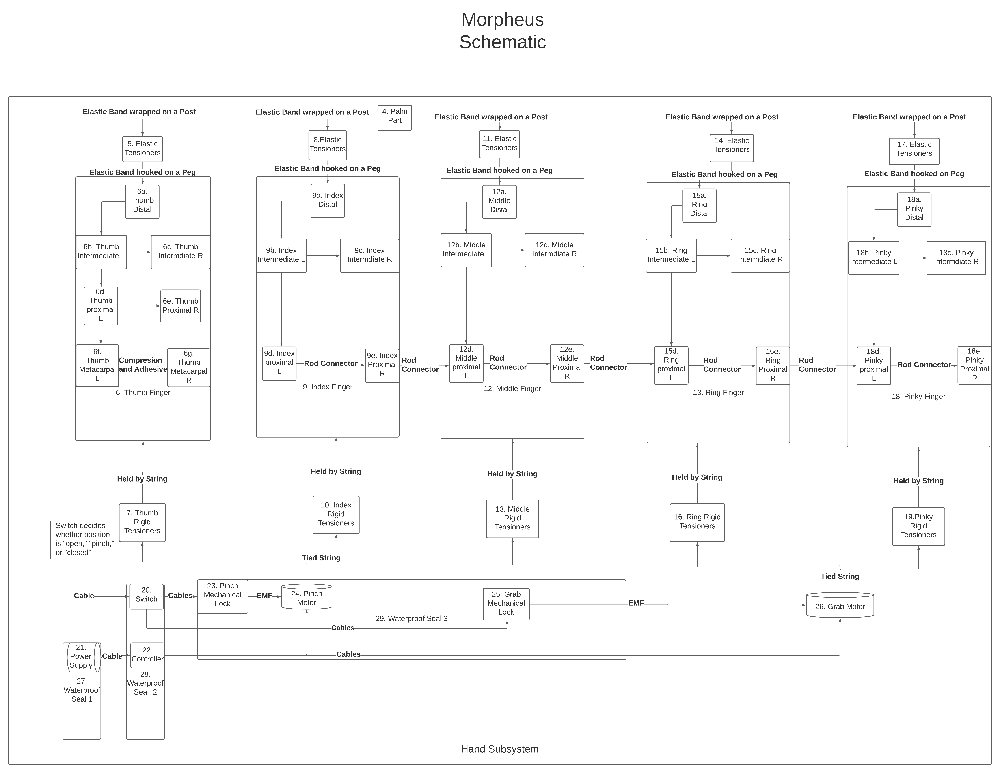 Morpheus
Schematic
Elastic Band wrapped on a Post
Elastic Band wrapped on a Post
4. Palm
Part
Elastic Band wrapped on a Post
Elastic Band wrapped on a Post
Elastic Band wrapped on a Post
5. Elastic
Tensioners
8.Elastic
Tensioners
11. Elastic
Tensioners
14. Elastic
Tensioners
17. Elastic
Tensioners
Elastic Band hooked on a Peg
Elastic Band hooked on a Peg
Elastic Band hooked on a Peg
Elastic Band hooked on a Peg
Elastic Band hooked on Peg
6a.
Thumb
Distal
9a. Index
Distal
12a.
Middle
Distal
15a.
Ring
Distal
18a.
Pinky
Distal
6b. Thumb
Intermediate L
6c. Thumb
Intermdiate R
9b. Index
Intermediate L
9c. Index
Intermdiate R
12b. Middle
Intermediate L
12c. Middle
Intermdiate R
15b. Ring
Intermediate L
15c. Ring
Intermdiate R
18b. Pinky
Intermediate L
18c. Pinky
Intermdiate R
6d.
Thumb
proximal
L
6e. Thumb
Proximal R
6f.
Thumb
Metacarpal
L
Compresion
and Adhesive
6g.
Thumb
Metacarpal
R
6. Thumb Finger
9d. Index
proximal
L
Rod Connector
9e. Index
Proximal
R
9. Index Finger
Rod
Connector
12d.
Middle
proximal
L
Rod
Connector
12e.
Middle
Proximal
R
12. Middle Finger
Rod
Connector
15d.
Ring
proximal
L
Rod
Connector
15e.
Ring
Proximal
R
13. Ring Finger
Rod
Connector
18d.
Pinky
proximal
L
Rod Connector
18e.
Pinky
Proximal
R
18. Pinky Finger
Held by String
Held by String
Held by String
Held by String
Held by String
7. Thumb
Rigid
Tensioners
10. Index
Rigid
Tensioners
13. Middle
Rigid
Tensioners
16. Ring Rigid
Tensioners
19.Pinky
Rigid
Tensioners
Switch decides
whether position
is "open," "pinch,"
or "closed"
Tied String
Tied String
Cable
20.
Switch
Cables
23. Pinch
Mechanical
Lock
EMF
24. Pinch
Motor
25. Grab
Mechanical
Lock
EMF
26. Grab Motor
29. Waterproof Seal 3
Cables
21.
Power
Supply
Cable
22.
Controller
Cables
27.
Waterproof
Seal 1
28.
Waterproof
Seal 2
Hand Subsystem